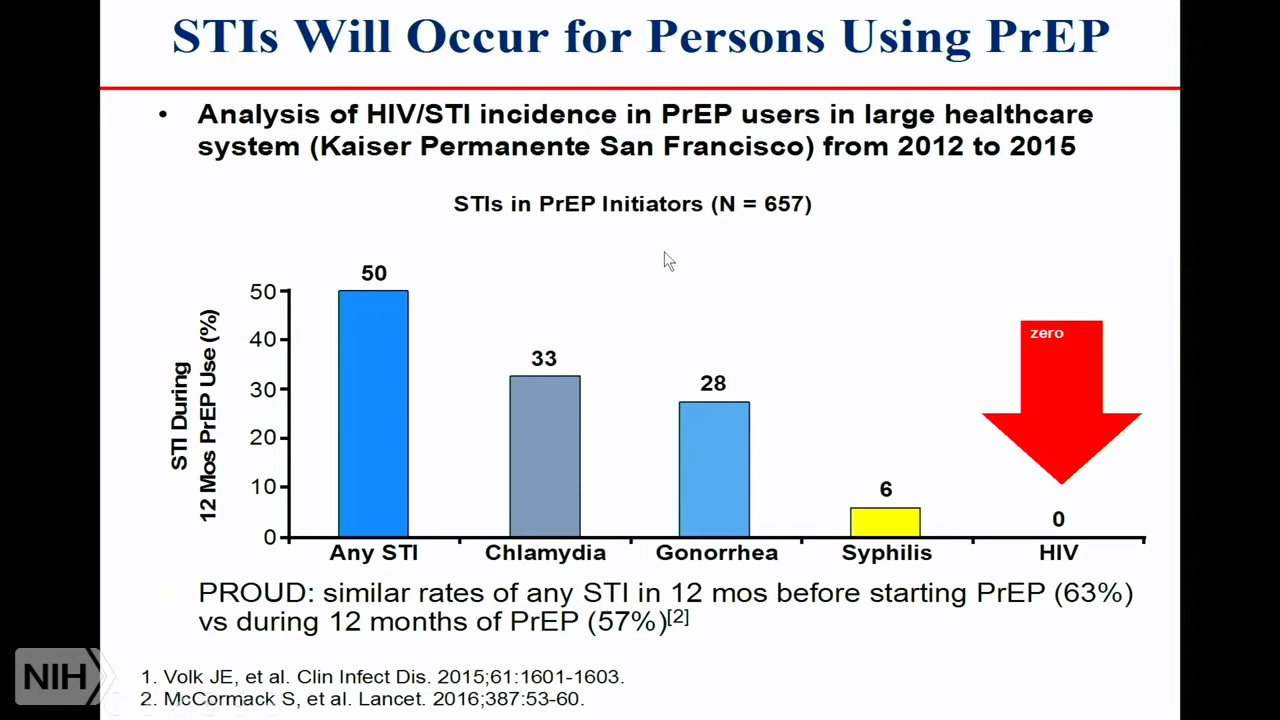 STIs Will Occur for Persons Using PrEP
• Analysis of HIV/STI incidence in PrEP users in large healthcare
system (Kaiser Permanente San Francisco) from 2012 to 2015
STIs in PrEP Initiators (N = 657)
STI During
12 Mos PrEP Use (%)
50
40
30
20
10
0
50
33
28
6
0
zero
Any STI
Chlamydia
Gonorrhea
Syphilis
HIV
• PROUD: similar rates of any STI in 12 mos before starting PrEP (63%)
vs during 12 months of PrEP (57%)[2]
1. Volk JE, et al. Clin Infect Dis. 2015;61:1601-1603.
2. McCormack S, et al. Lancet. 2016;387:53-60.
NIH